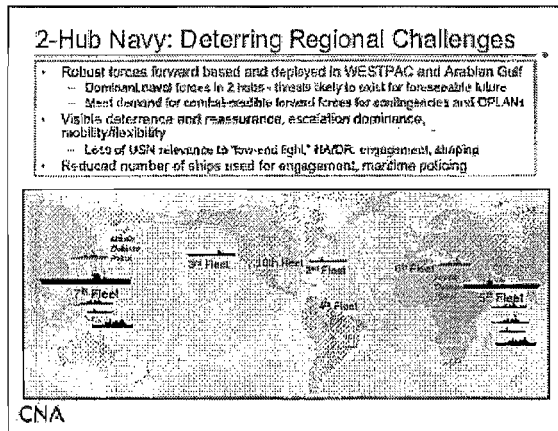 2-Hub Navy: Deterring Regional Challenges
• Robust forces forward based and deployed in WESTPAC and Arabian Gulf
– Dominant naval forces in 2 hubs - threats likely to exist for foreseeable future
– Meet demand for combat-credible forward forces for contingencies and OPLANs
• Visible deterrence and reassurance, escalation dominance,
mobility/flexibility
– Loss of USN relevance to "low-end fight," HA/DR, engagement, shaping
• Reduced number of ships used for engagement, maritime policing
Defense
3rd Fleet
10th Fleet
2nd Fleet
6th Fleet
7th Fleet
5th Fleet
4th Fleet
CNA